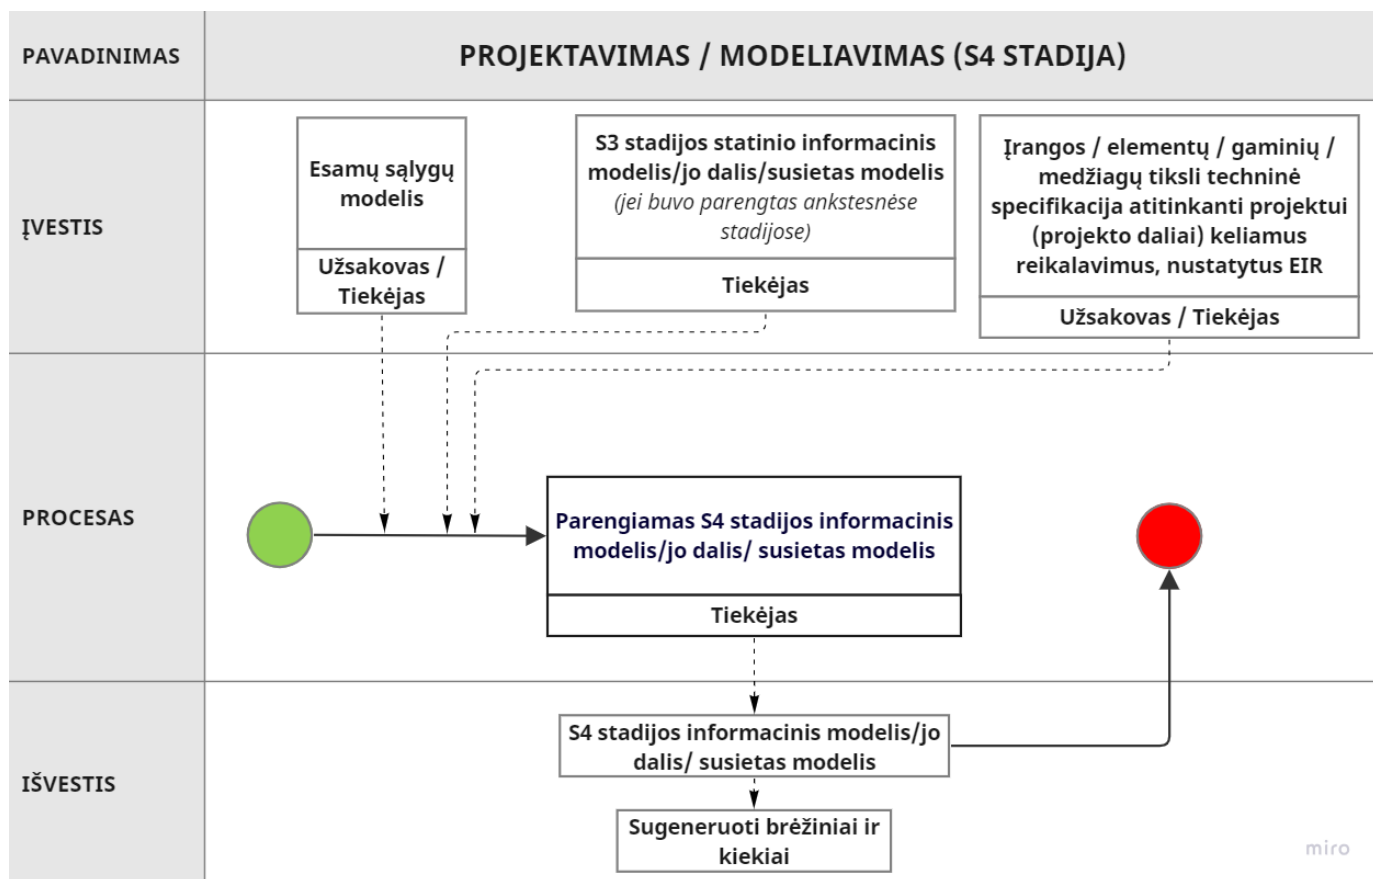 PAVADINIMAS
PROJEKTAVIMAS / MODELIAVIMAS (S4 STADIJA)
ĮVESTIS
Esamų sąlygų
modelis
Užsakovas /
Tiekėjas
S3 stadijos statinio informacinis
modelis/jo dalis/susietas modelis
(jei buvo parengtas ankstesnėse
stadijose)
Tiekėjas
Įrangos / elementų / gaminių /
medžiagų tiksli techninė
specifikacija atitinkanti projektui
(projekto daliai) keliamus
reikalavimus, nustatytus EIR
Užsakovas / Tiekėjas
PROCESAS
Parengiamas S4 stadijos informacinis
modelis/jo dalis/ susietas modelis
Tiekėjas
IŠVESTIS
S4 stadijos informacinis modelis/jo
dalis/ susietas modelis
Sugeneruoti brėžiniai ir
kiekiai
miro